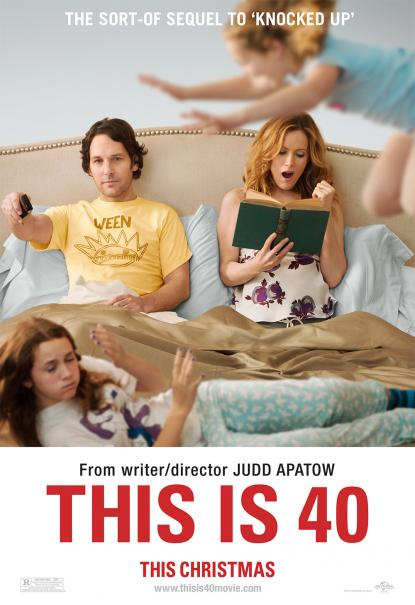 THE SORT-OF SEQUEL TO 'KNOCKED UP'
WEEN
From writer/director JUDD APATOW
THIS IS 40
THIS CHRISTMAS
R
www.thisis40movie.com
UNIVERSAL